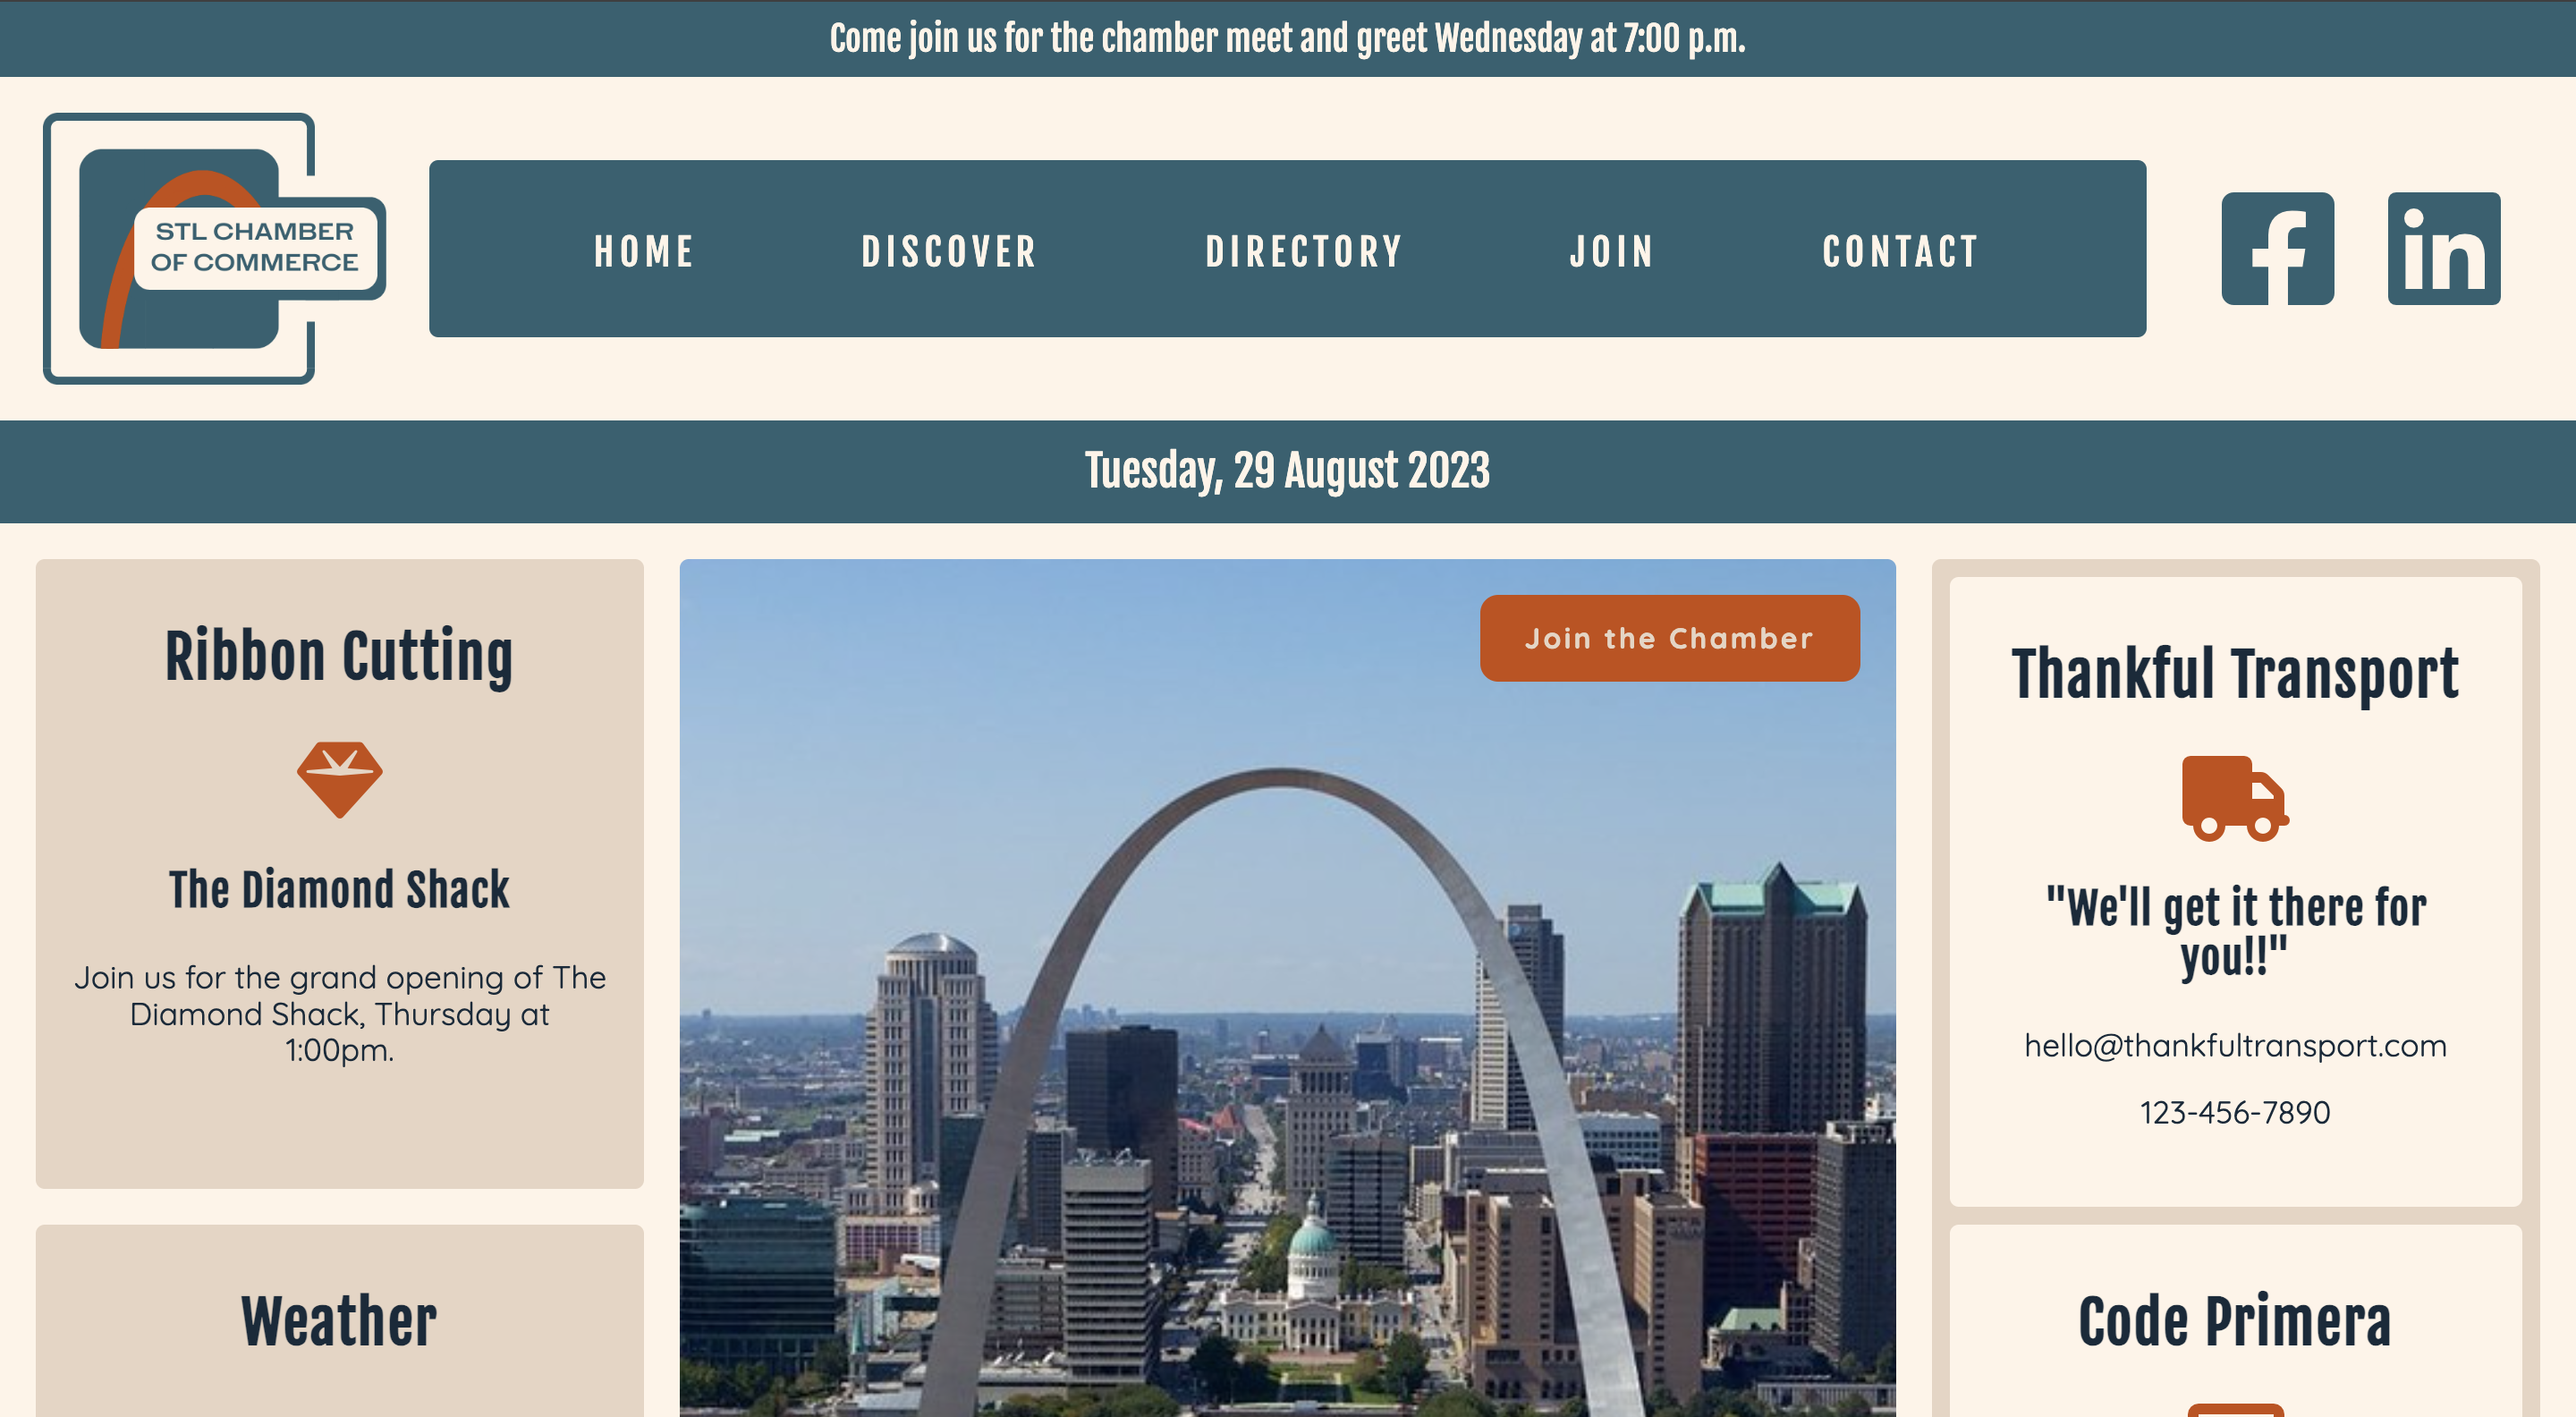 Come join us for the chamber meet and greet Wednesday at 7:00 p.m.
STL CHAMBER
OF COMMERCE
HOME
DISCOVER
DIRECTORY
JOIN
CONTACT
in
Tuesday, 29 August 2023
Ribbon Cutting
The Diamond Shack
Join us for the grand opening of The
Diamond Shack, Thursday at
1:00pm.
Weather
Join the Chamber
Thankful Transport
"We'll get it there for
you!!"
hello@thankfultransport.com
123-456-7890
Code Primera